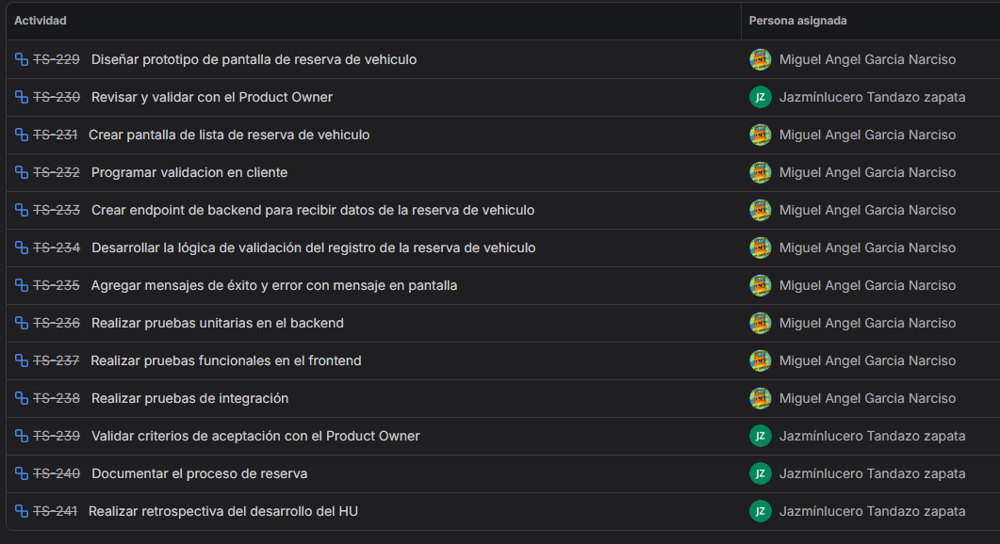 Actividad Persona asignada
TS-229 Diseñar prototipo de pantalla de reserva de vehiculo Miguel Angel Garcia Narciso
TS-230 Revisar y validar con el Product Owner JZ Jazmínlucero Tandazo zapata
TS-231 Crear pantalla de lista de reserva de vehiculo Miguel Angel Garcia Narciso
TS-232 Programar validacion en cliente Miguel Angel Garcia Narciso
TS-233 Crear endpoint de backend para recibir datos de la reserva de vehiculo Miguel Angel Garcia Narciso
TS-234 Desarrollar la lógica de validación del registro de la reserva de vehiculo Miguel Angel Garcia Narciso
TS-235 Agregar mensajes de éxito y error con mensaje en pantalla Miguel Angel Garcia Narciso
TS-236 Realizar pruebas unitarias en el backend Miguel Angel Garcia Narciso
TS-237 Realizar pruebas funcionales en el frontend Miguel Angel Garcia Narciso
TS-238 Realizar pruebas de integración Miguel Angel Garcia Narciso
TS-239 Validar criterios de aceptación con el Product Owner JZ Jazmínlucero Tandazo zapata
TS-240 Documentar el proceso de reserva JZ Jazmínlucero Tandazo zapata
TS-241 Realizar retrospectiva del desarrollo del HU JZ Jazmínlucero Tandazo zapata